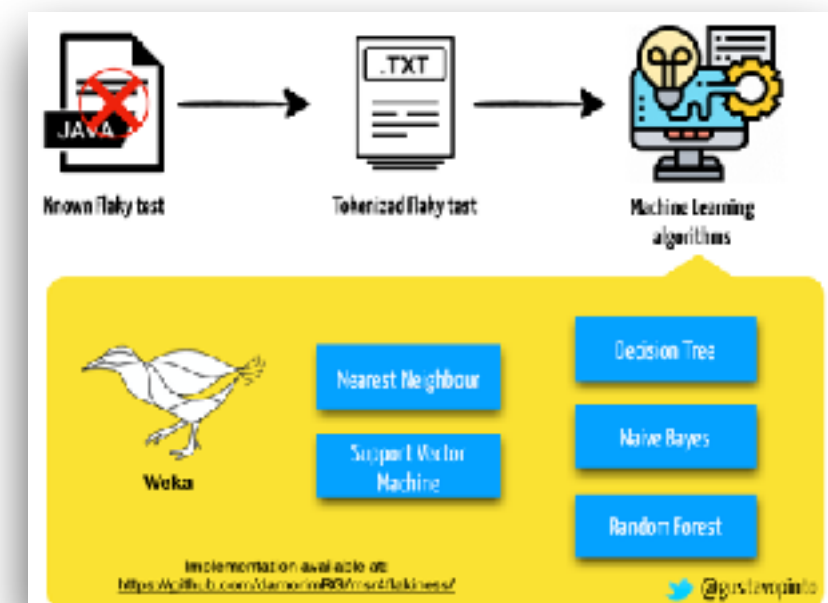 .TXT
JAVA
Known Flaky test
Tokenized Flaky test
Machine Learning
algorithms
Decision Tree
Nearest Neighbour
Naive Bayes
Support Vector
Machine
Weka
Random Forest
Implementation available at:
https://github.com/damorimRG/msr4flakiness/
@gustavopinto